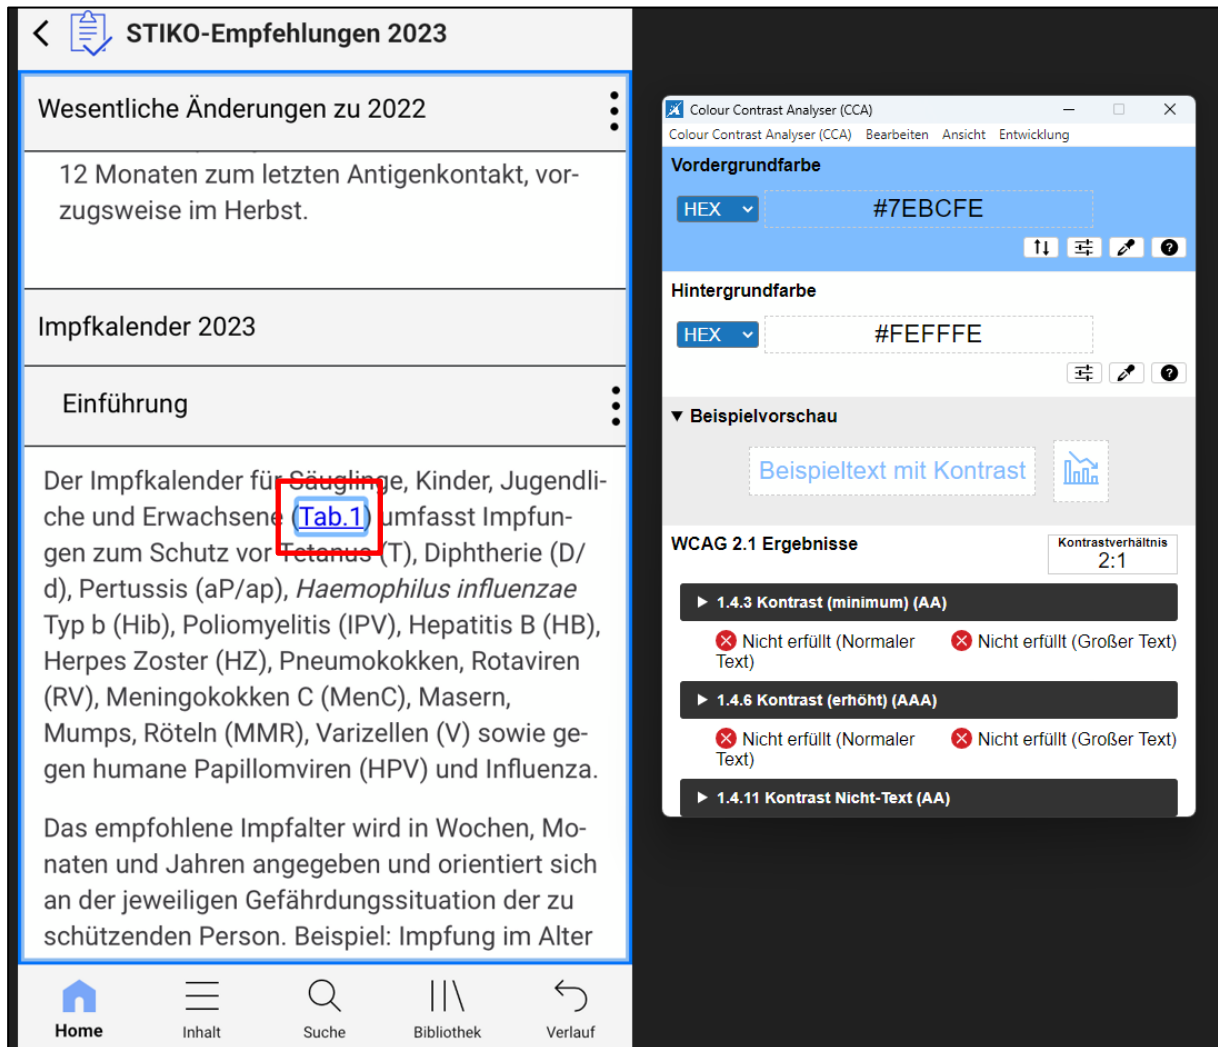 STIKO-Empfehlungen 2023
Wesentliche Änderungen zu 2022
12 Monaten zum letzten Antigenkontakt, vor-
zugsweise im Herbst.
Impfkalender 2023
Einführung
Der Impfkalender für Säuglinge, Kinder, Jugendli-
che und Erwachsene (Tab.1) umfasst Impfun-
gen zum Schutz vor Tetanus (T), Diphtherie (D/
d), Pertussis (aP/ap), Haemophilus influenzae
Typ b (Hib), Poliomyelitis (IPV), Hepatitis B (HB),
Herpes Zoster (HZ), Pneumokokken, Rotaviren
(RV), Meningokokken C (MenC), Masern,
Mumps, Röteln (MMR), Varizellen (V) sowie ge-
gen humane Papillomviren (HPV) und Influenza.
Das empfohlene Impfalter wird in Wochen, Mo-
naten und Jahren angegeben und orientiert sich
an der jeweiligen Gefährdungssituation der zu
schützenden Person. Beispiel: Impfung im Alter
Home
Inhalt
Suche
Bibliothek
Verlauf
Colour Contrast Analyser (CCA)
Colour Contrast Analyser (CCA) Bearbeiten Ansicht Entwicklung
Vordergrundfarbe
HEX #7EBCFE
Hintergrundfarbe
HEX #FEFFFE
Beispielvorschau
Beispieltext mit Kontrast
WCAG 2.1 Ergebnisse
Kontrastverhältnis
2:1
1.4.3 Kontrast (minimum) (AA)
Nicht erfüllt (Normaler Nicht erfüllt (Großer Text)
Text)
1.4.6 Kontrast (erhöht) (AAA)
Nicht erfüllt (Normaler Nicht erfüllt (Großer Text)
Text)
1.4.11 Kontrast Nicht-Text (AA)